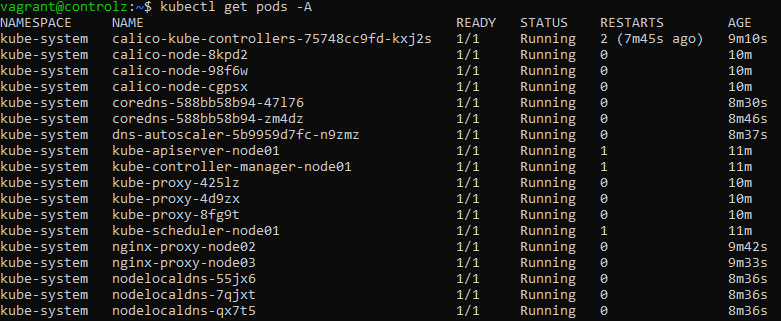 vagrant@controlz:~$ kubectl get pods -A
NAMESPACE NAME READY STATUS RESTARTS AGE
kube-system calico-kube-controllers-75748cc9fd-kxj2s 1/1 Running 2 (7m45s ago) 9m10s
kube-system calico-node-8kpd2 1/1 Running 0 10m
kube-system calico-node-98f6w 1/1 Running 0 10m
kube-system calico-node-cgpsx 1/1 Running 0 10m
kube-system coredns-588bb58b94-47l76 1/1 Running 0 8m30s
kube-system coredns-588bb58b94-zm4dz 1/1 Running 0 8m46s
kube-system dns-autoscaler-5b9959d7fc-n9zmz 1/1 Running 0 8m37s
kube-system kube-apiserver-node01 1/1 Running 1 11m
kube-system kube-controller-manager-node01 1/1 Running 1 11m
kube-system kube-proxy-425lz 1/1 Running 0 10m
kube-system kube-proxy-4d9zx 1/1 Running 0 10m
kube-system kube-proxy-8fg9t 1/1 Running 0 10m
kube-system kube-scheduler-node01 1/1 Running 1 11m
kube-system nginx-proxy-node02 1/1 Running 0 9m42s
kube-system nginx-proxy-node03 1/1 Running 0 9m33s
kube-system nodelocaldns-55jx6 1/1 Running 0 8m36s
kube-system nodelocaldns-7qjxt 1/1 Running 0 8m36s
kube-system nodelocaldns-qx7t5 1/1 Running 0 8m36s